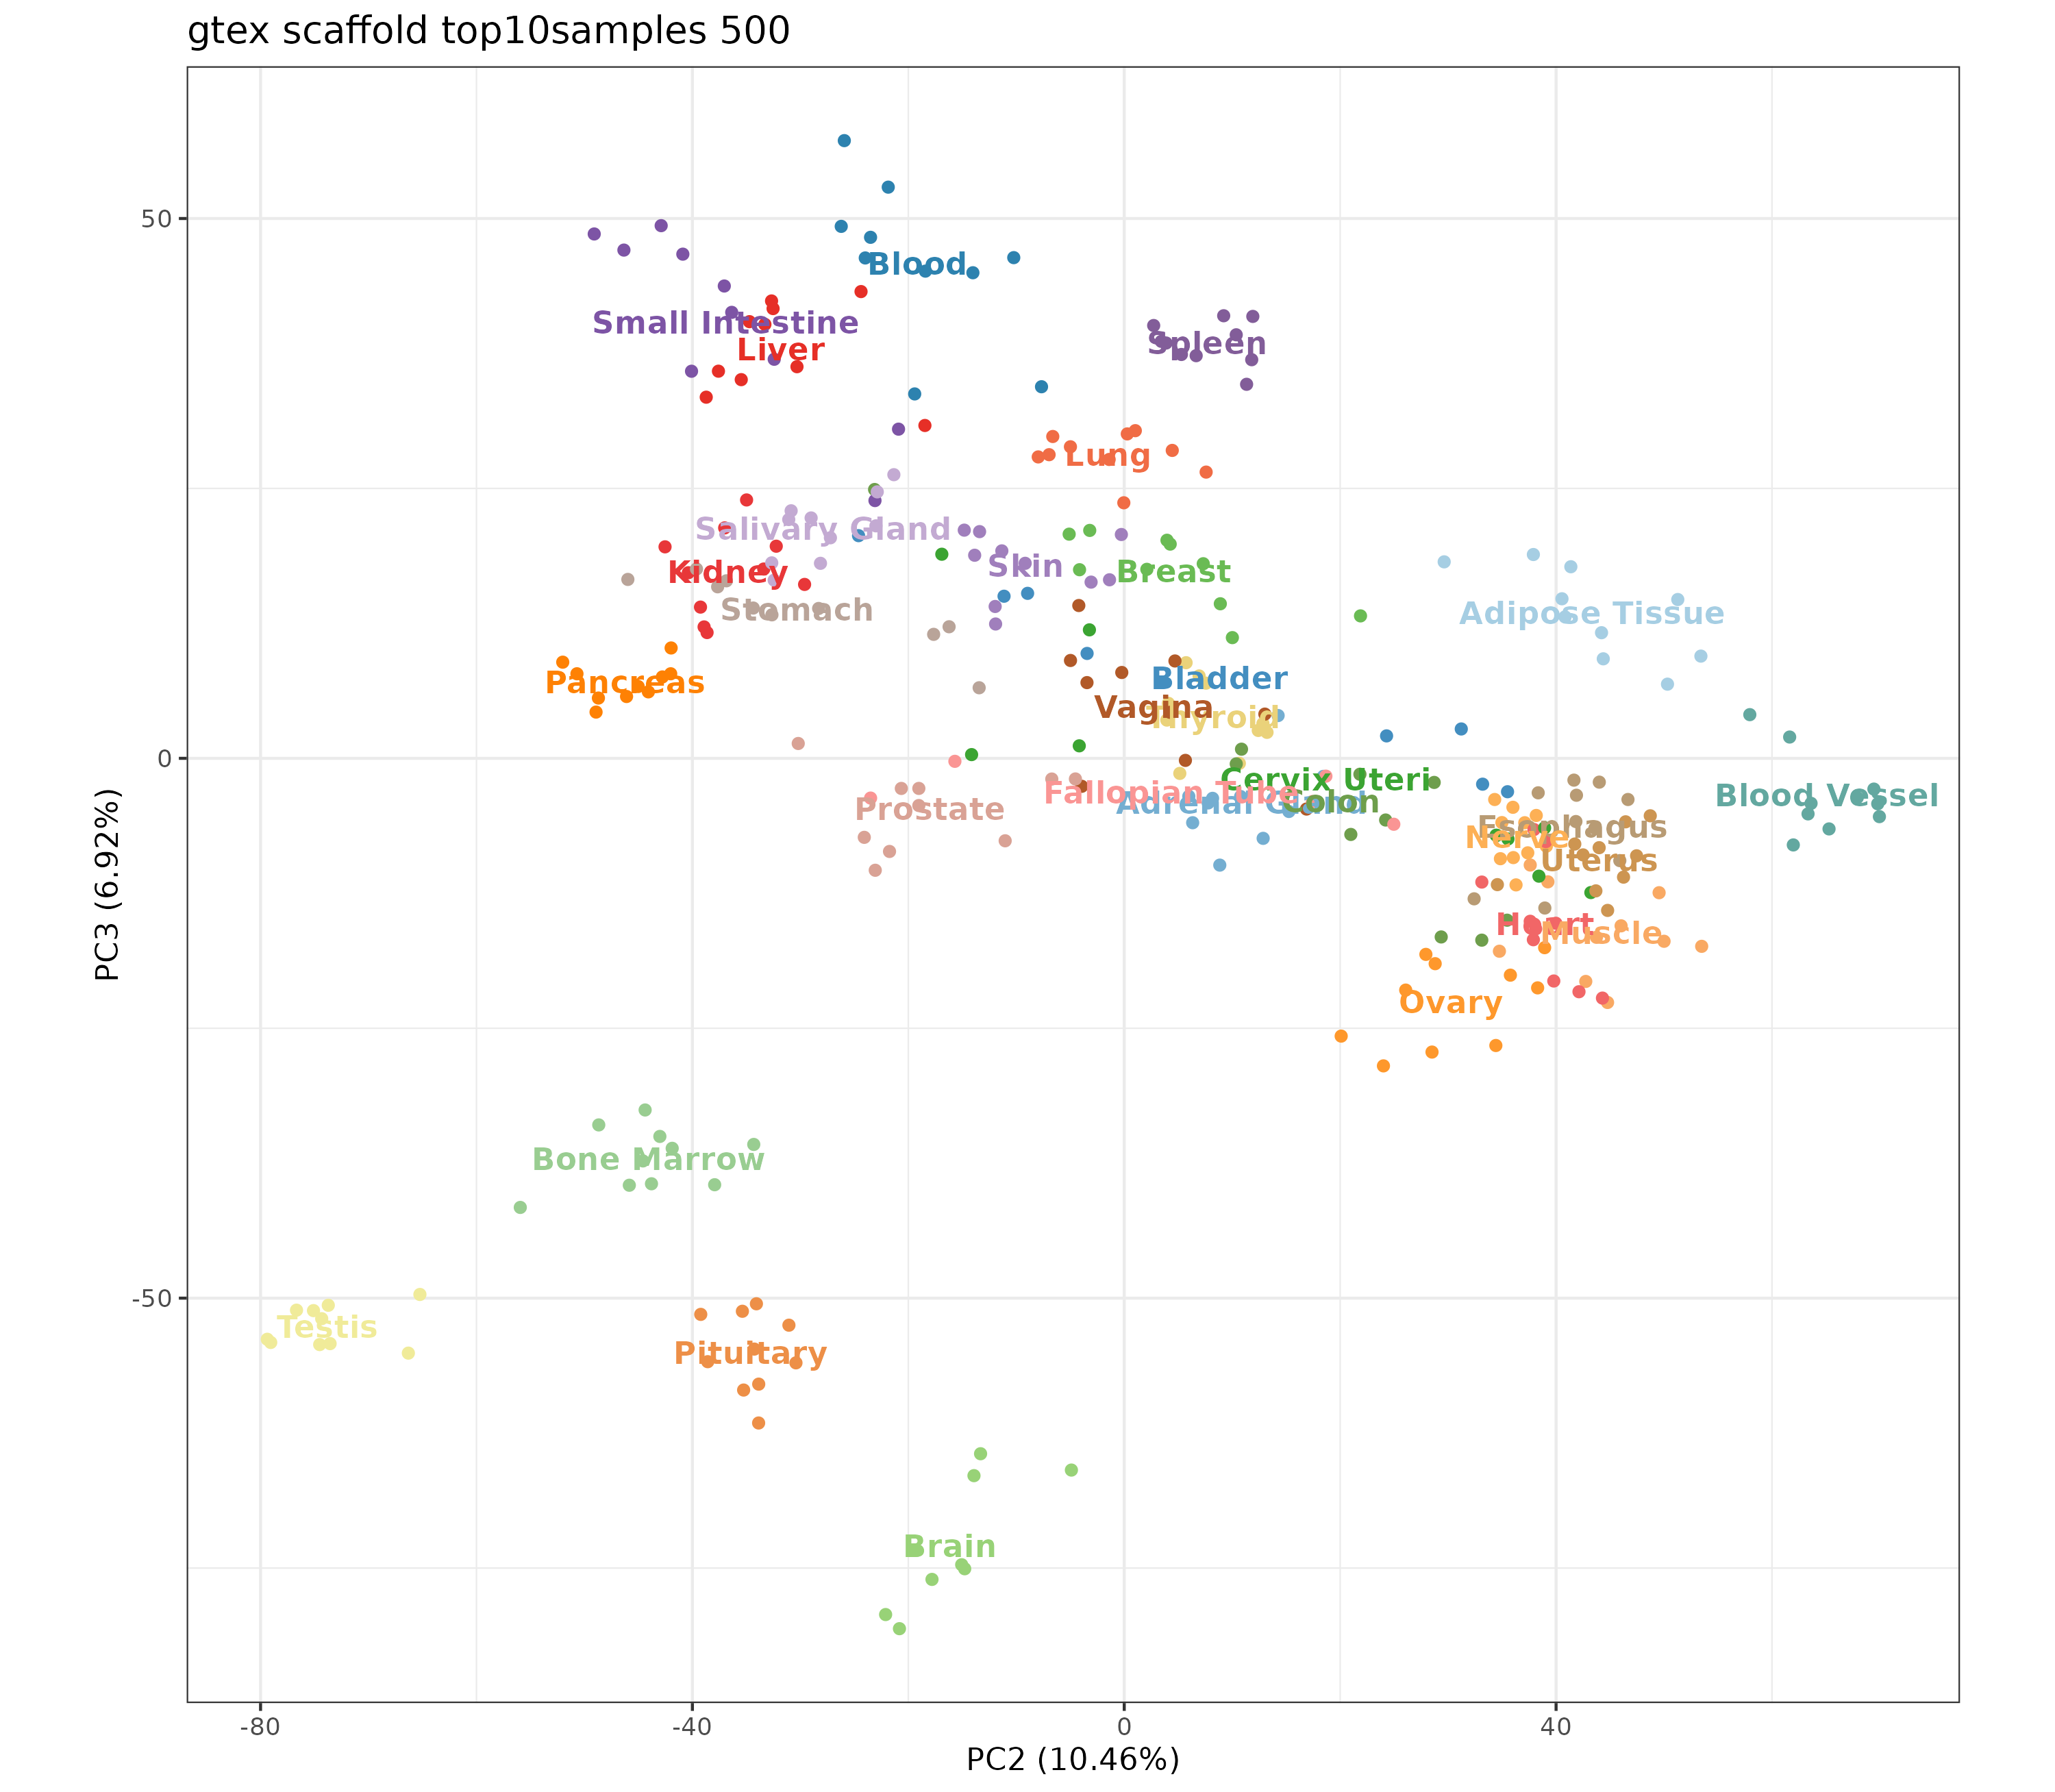 gtex scaffold top10samples 500
50
Blood
Small Intestine
Spleen
Liver
Lung
Salivary Gland
Skin
Kidney
Breast
Stomach
Adipose Tissue
Bladder
Pancreas
Vagina
Thyroid
0
Cervix Uteri
Fallopian Tube
Blood Vessel
Adrenal Gland
Colon
Prostate
Esophagus
Nerve
Uterus
Heart
Muscle
PC3 (6.92%)
Ovary
Bone Marrow
-50
Testis
Pituitary
Brain
-80
-40
0
40
PC2 (10.46%)